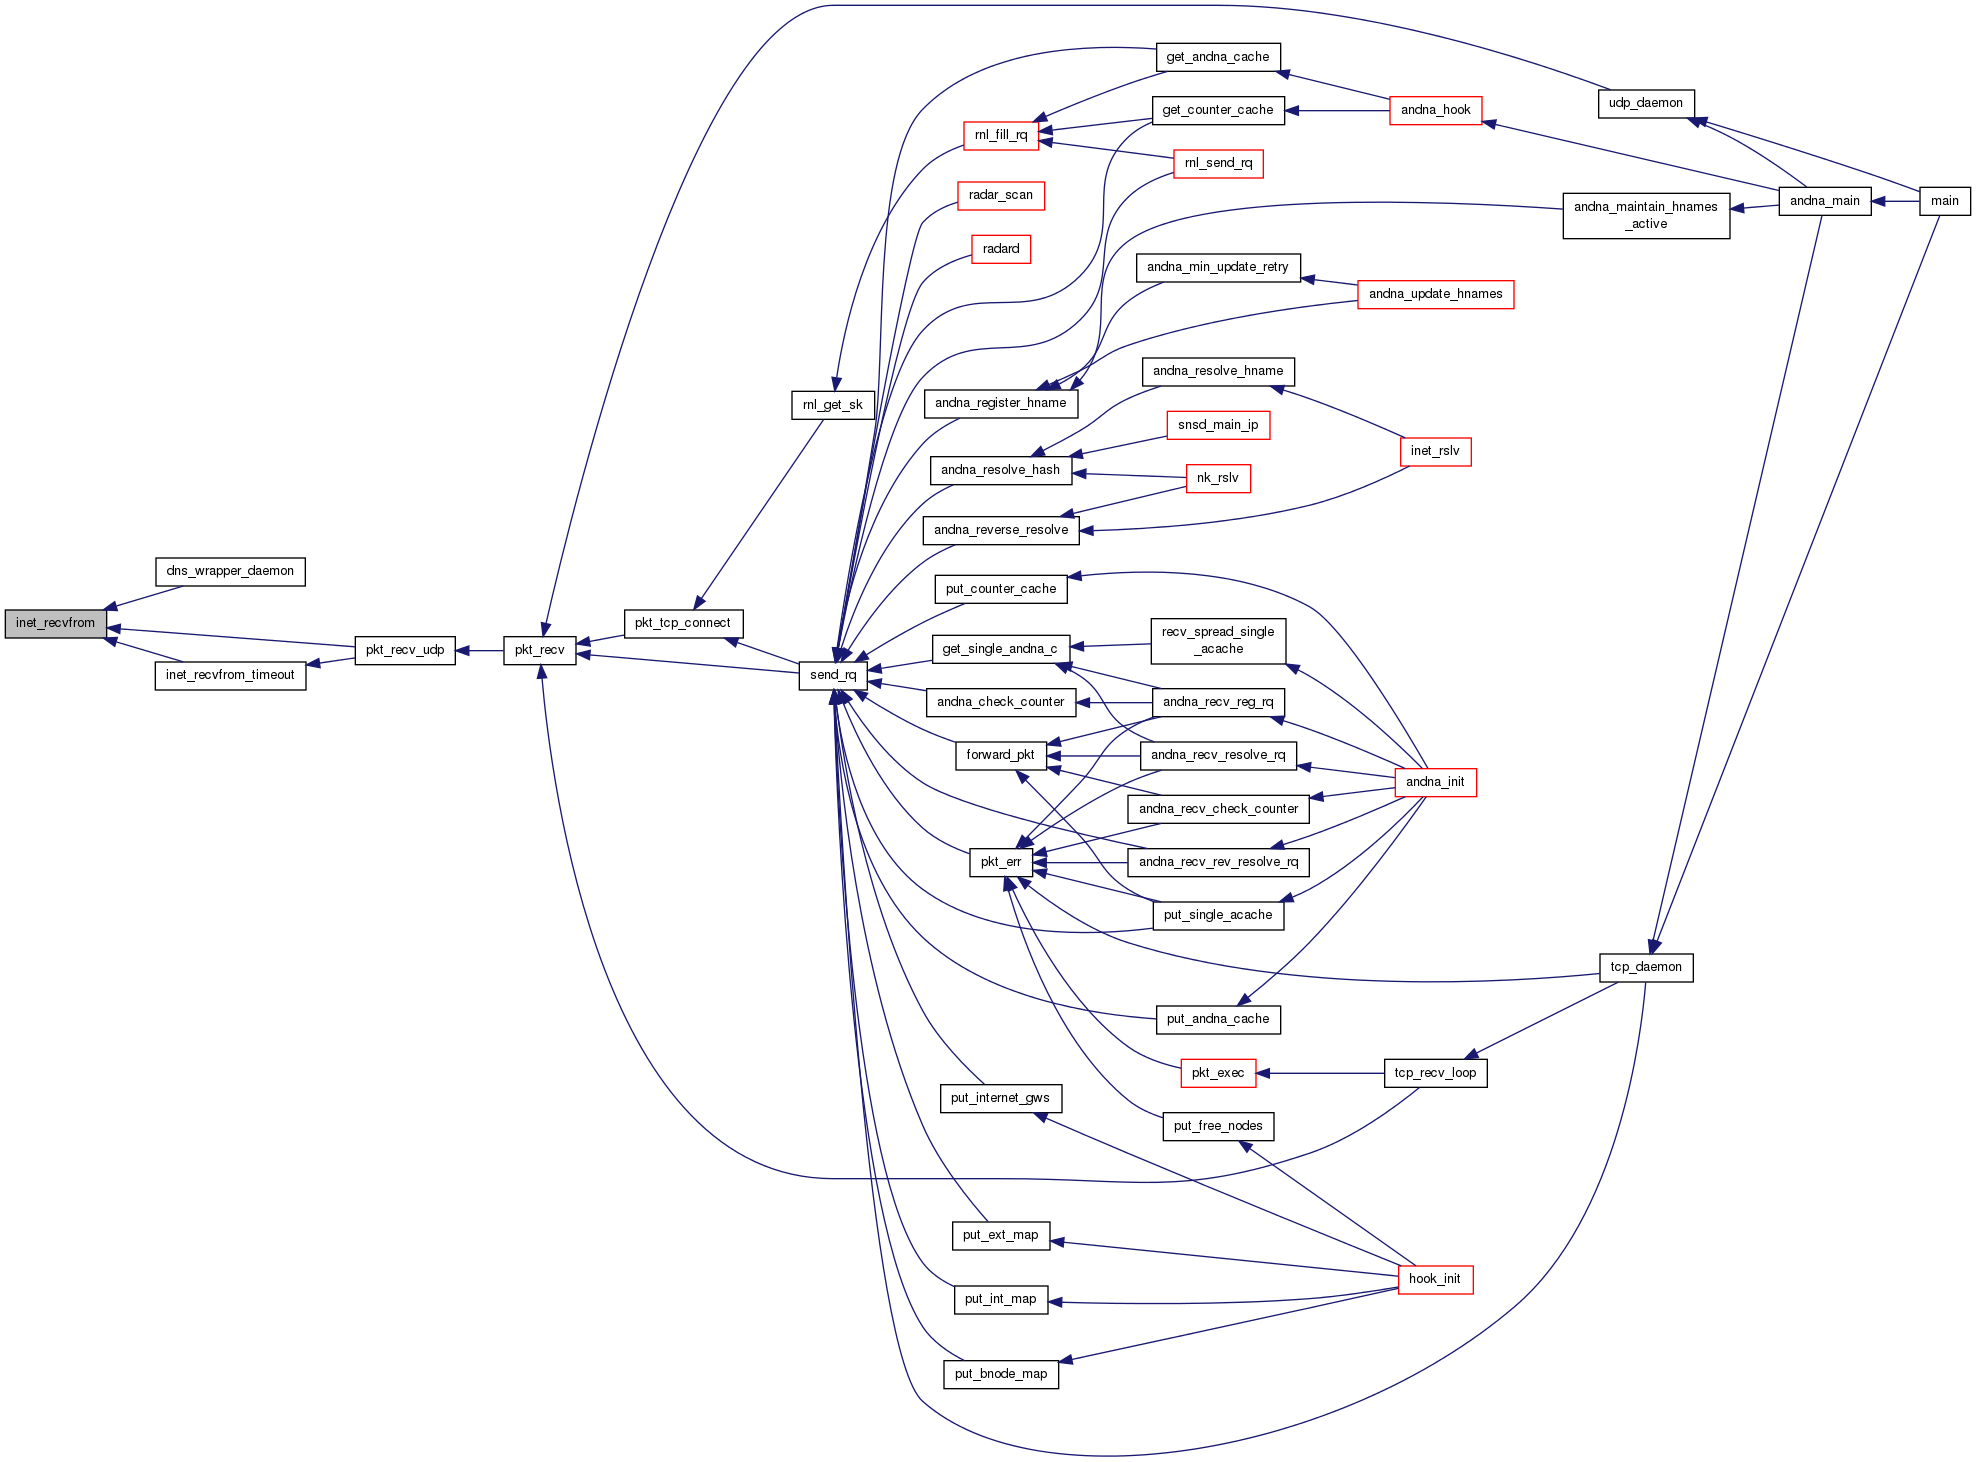 inet_recvfrom
dns_wrapper_daemon
inet_recvfrom_timeout
pkt_recv_udp
pkt_recv
pkt_tcp_connect
rnl_get_sk
send_rq
rnl_fill_rq
radar_scan
radard
andna_register_hname
andna_resolve_hash
andna_reverse_resolve
put_counter_cache
get_single_andna_c
andna_check_counter
forward_pkt
pkt_err
put_internet_gws
put_ext_map
put_int_map
put_bnode_map
get_andna_cache
get_counter_cache
rnl_send_rq
andna_min_update_retry
andna_resolve_hname
snsd_main_ip
nk_rslv
recv_spread_single
_acache
andna_recv_reg_rq
andna_recv_resolve_rq
andna_recv_check_counter
andna_recv_rev_resolve_rq
put_single_acache
put_andna_cache
pkt_exec
put_free_nodes
andna_hook
andna_update_hnames
inet_rslv
andna_init
tcp_recv_loop
hook_init
udp_daemon
andna_maintain_hnames
_active
tcp_daemon
andna_main
main